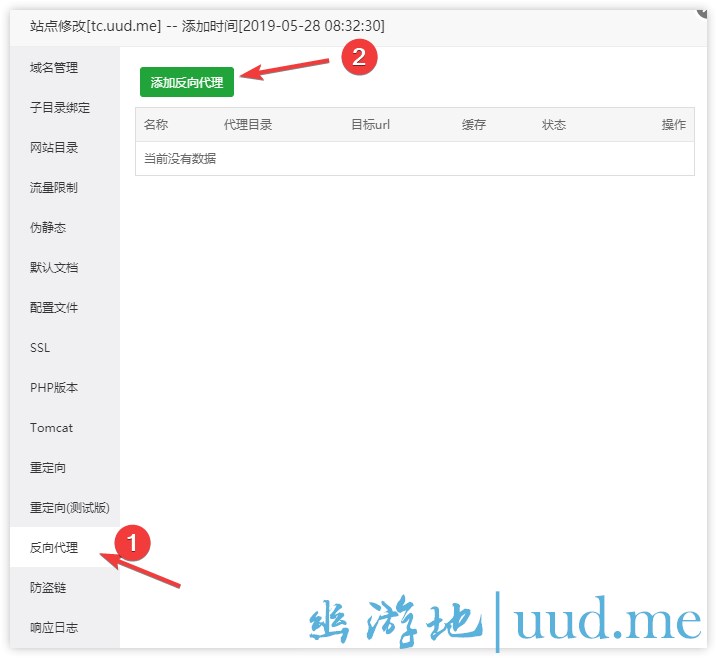 站点修改[tc.uud.me] -- 添加时间[2019-05-28 08:32:30]
域名管理
子目录绑定
网站目录
流量限制
伪静态
默认文档
配置文件
SSL
PHP版本
Tomcat
重定向
重定向(测试版)
反向代理
防盗链
响应日志
1
添加反向代理
2
名称 代理目录 目标url 缓存 状态 操作
当前没有数据
幽游地|uud.me